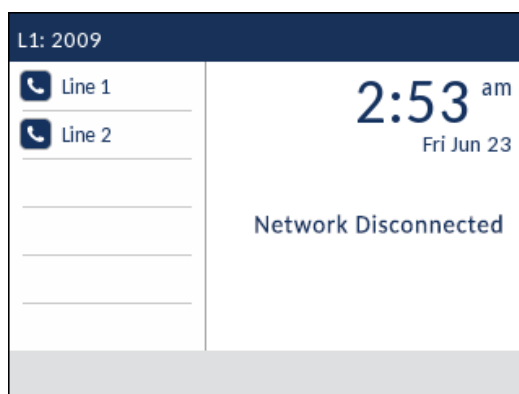 L1: 2009
Line 1
Line 2
2:53 am
Fri Jun 23
Network Disconnected